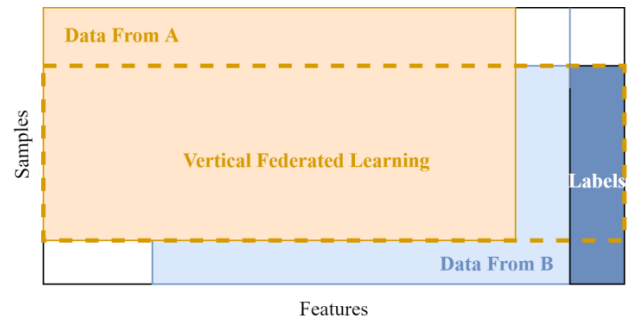 Data From A
Samples
Vertical Federated Learning
Labels
Data From B
Features